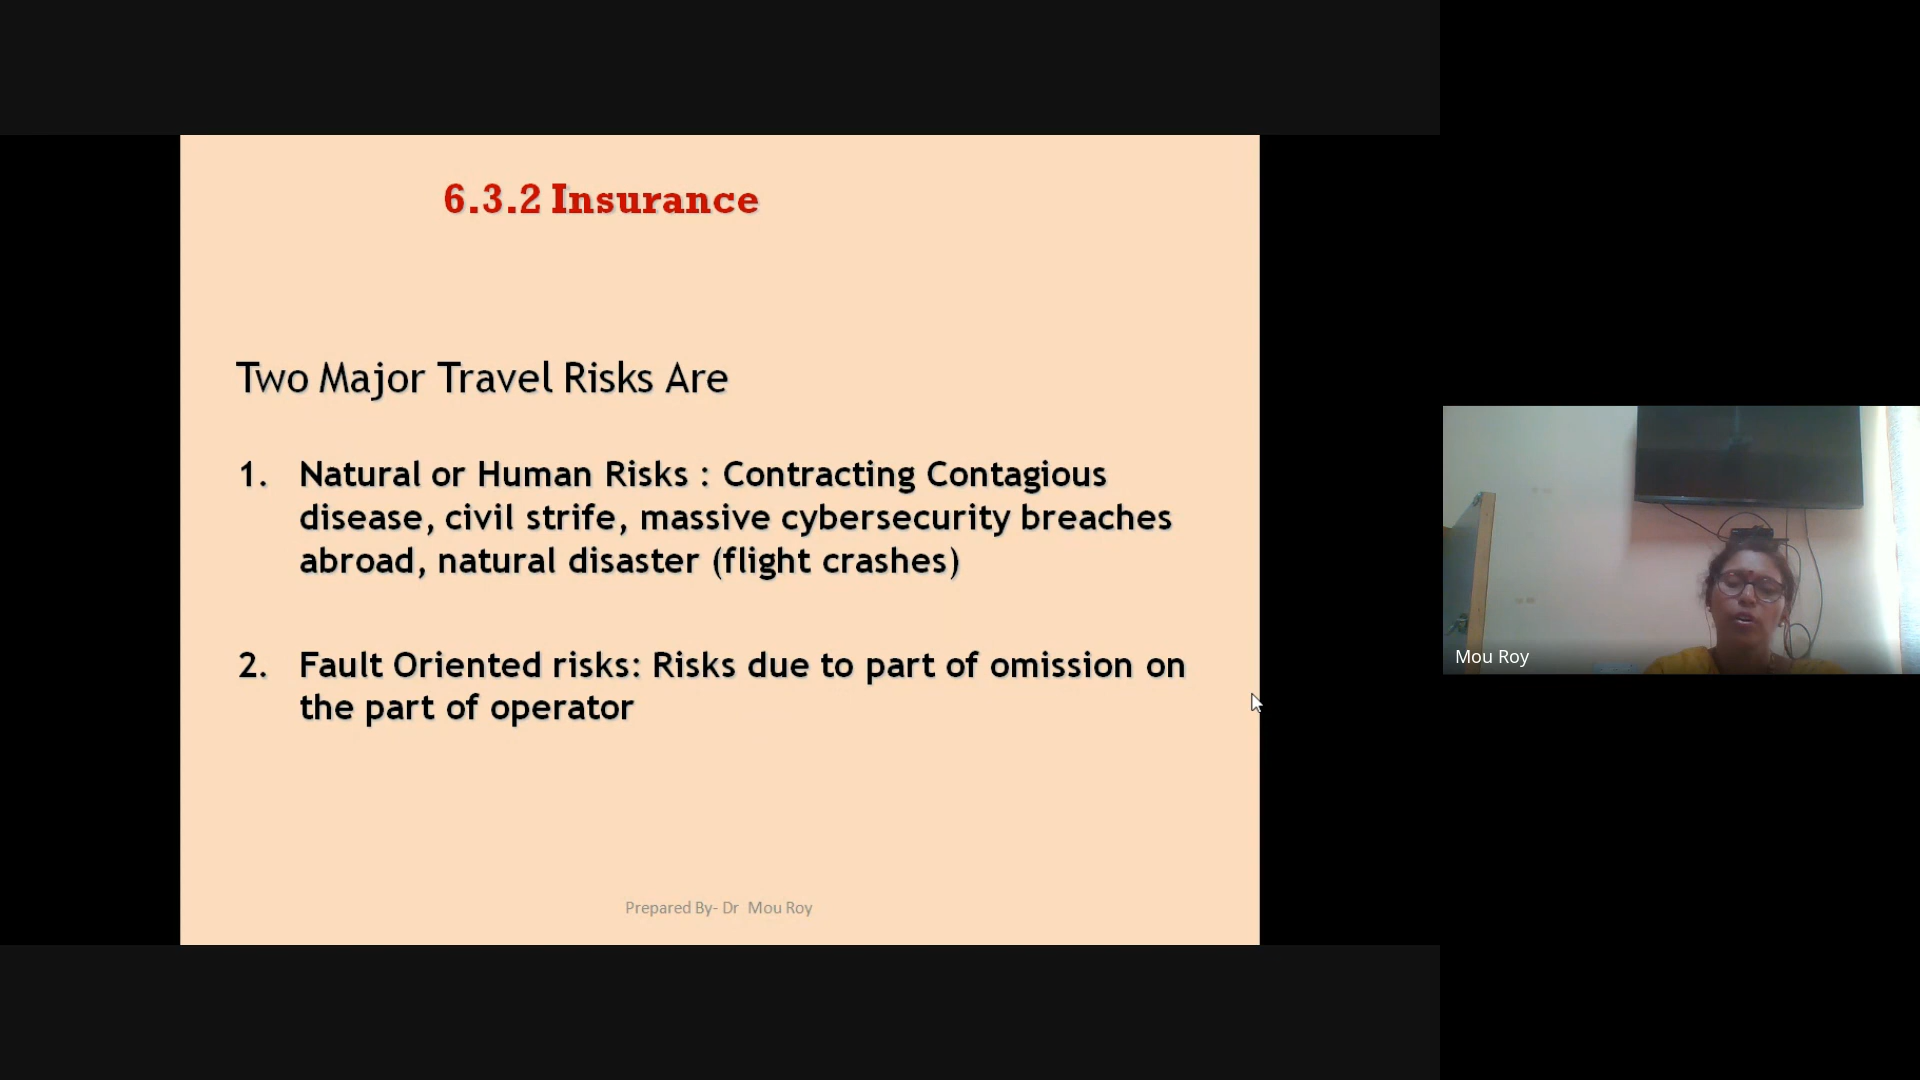 6.3.2 Insurance
Two Major Travel Risks Are
1. Natural or Human Risks : Contracting Contagious
disease, civil strife, massive cybersecurity breaches
abroad, natural disaster (flight crashes)
2. Fault Oriented risks: Risks due to part of omission on
the part of operator
Prepared By- Dr Mou Roy
Mou Roy